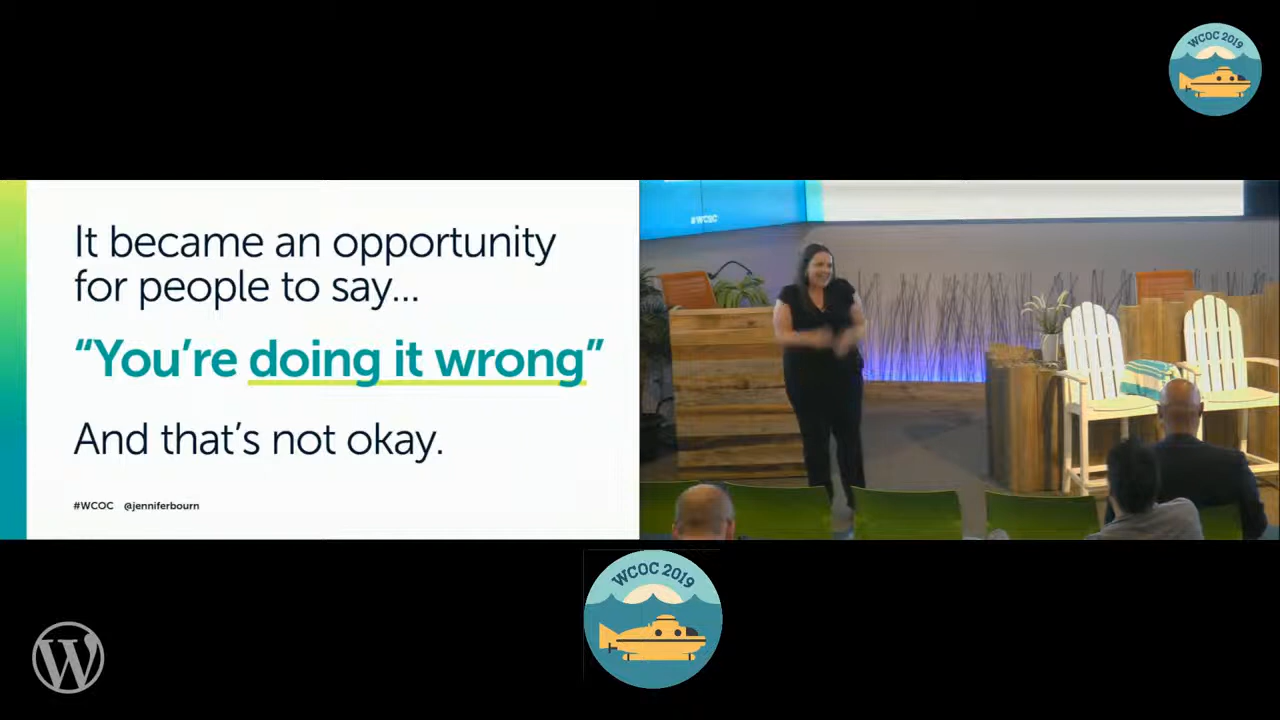 WCOC 2019
It became an opportunity
for people to say...
“You’re doing it wrong”
And that’s not okay.
#WCOC @jenniferbourn
#WCOC
WCOC 2019